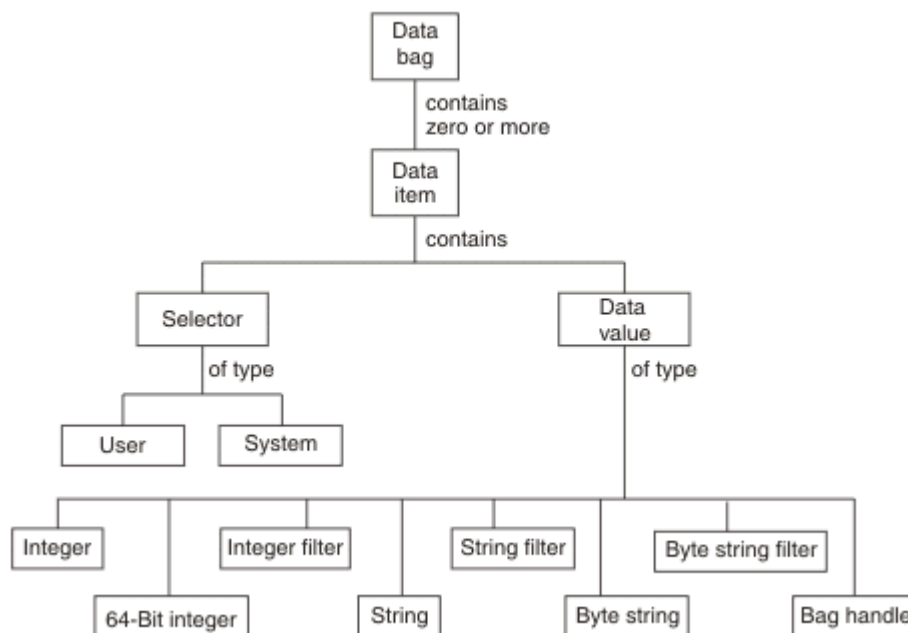 Data
bag
contains
zero or more
Data
item
contains
Selector
Data
value
of type
of type
User
System
Integer
Integer filter
String filter
Byte string filter
64-Bit integer
String
Byte string
Bag handle